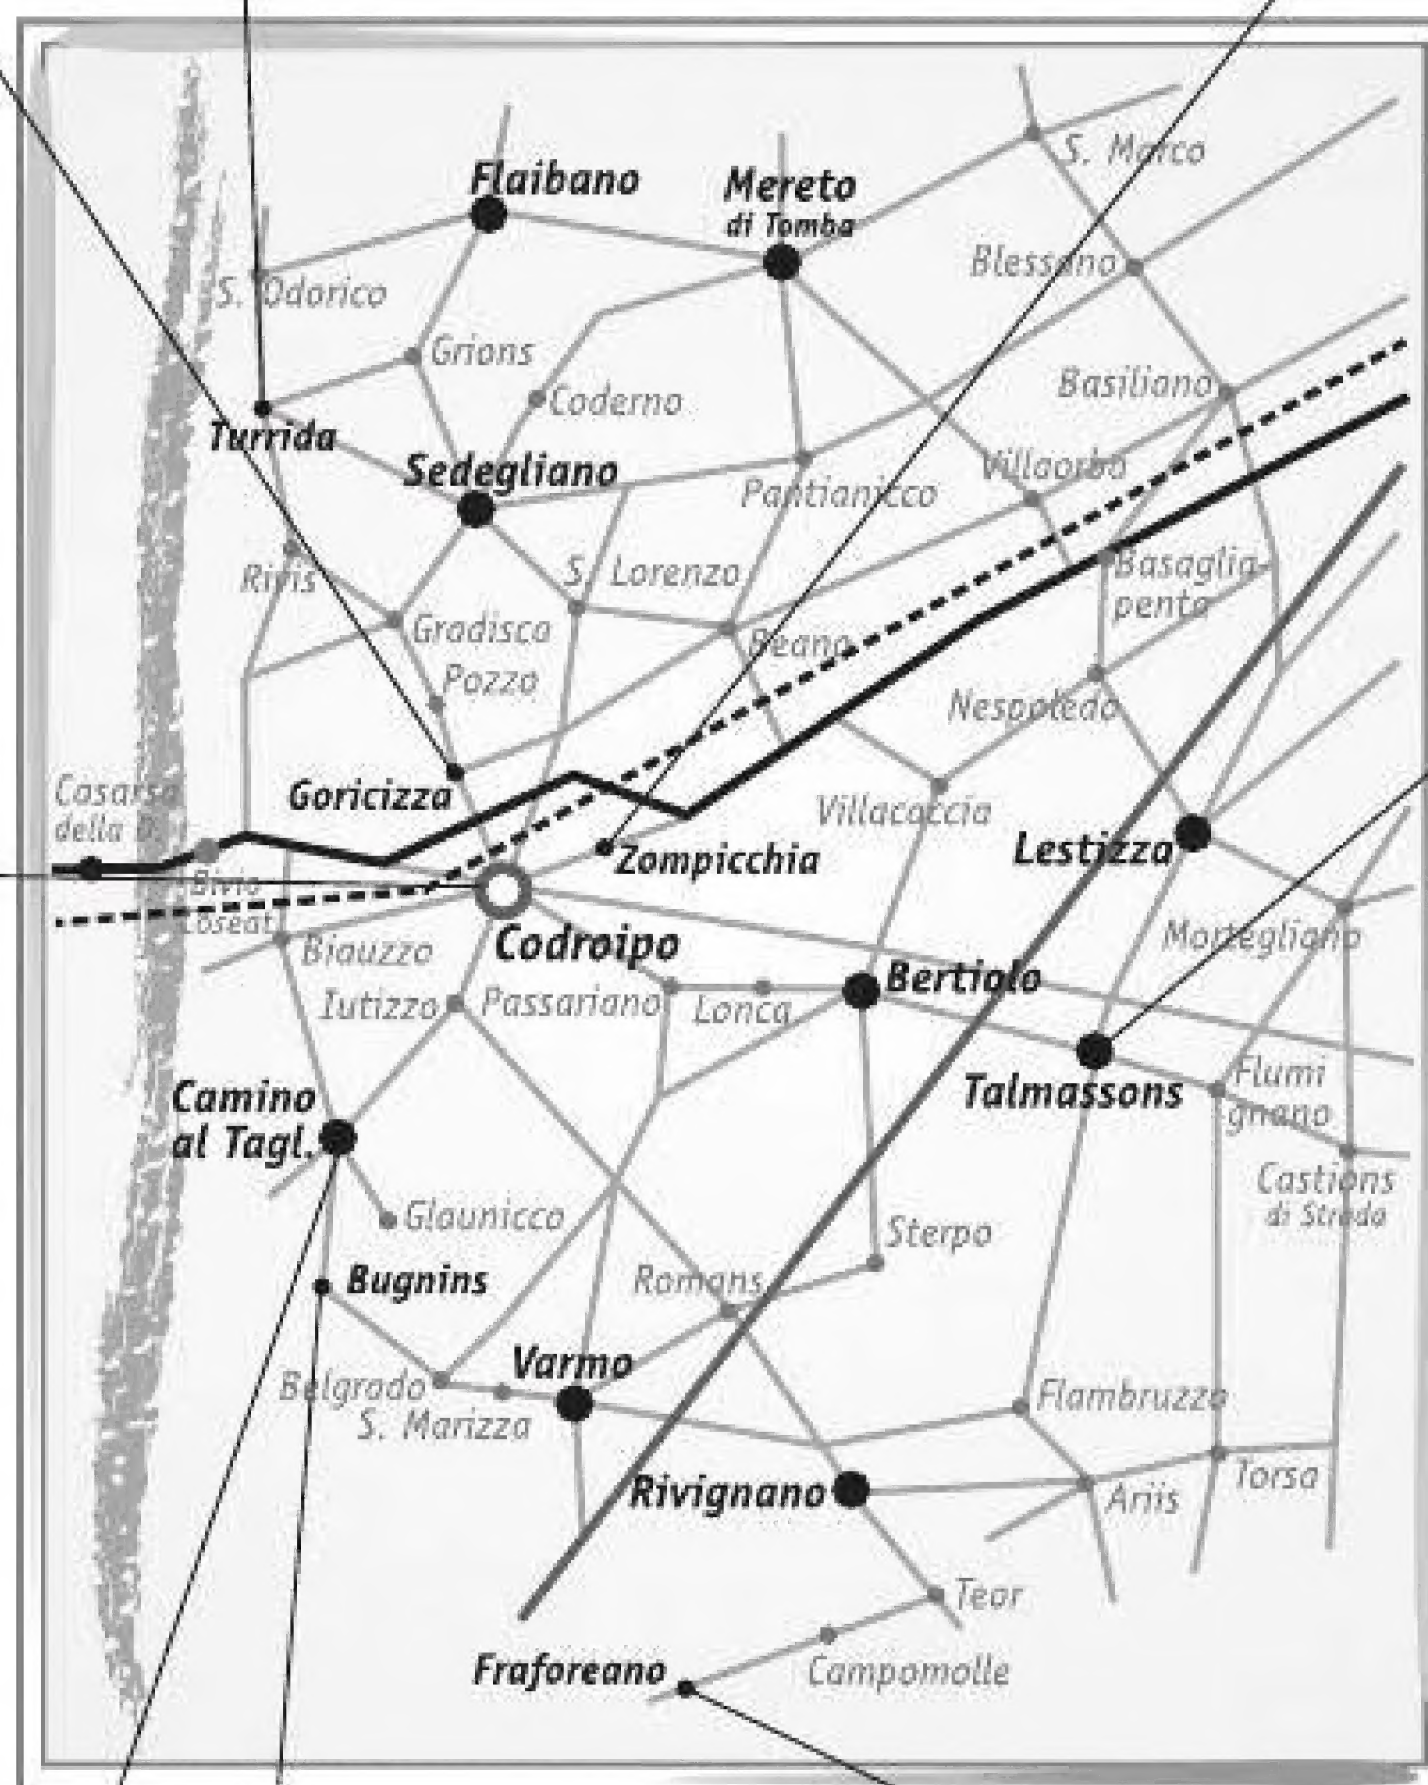 S. Marco
Flaibano
Mereto
di Tomba
Blessano
S. Odorico
Grions
Basiliano
Coderno
Turrida
Sedegliano
Villaorba
Pantianicco
Rivis
S. Lorenzo
Basaglia-
penta
Gradisca
Beano
Pozzo
Nespoledo
Goricizza
Casarsa
della D.
Villacaccia
Lestizza
Zompicchia
Bivio
Coseat
Codroipo
Mortegliano
Biauzzo
Bertiolo
Iutizzo
Passariano
Lonca
Flumi
gnano
Talmassons
Camino
al Tagl.
Castions
di Strada
Glaunicco
Sterpo
Bugnins
Romans
Varmo
Belgrado
S. Marizza
Flambruzzo
Rivignano
Ariis
Torsa
Teor
Fraforeano
Campomolle